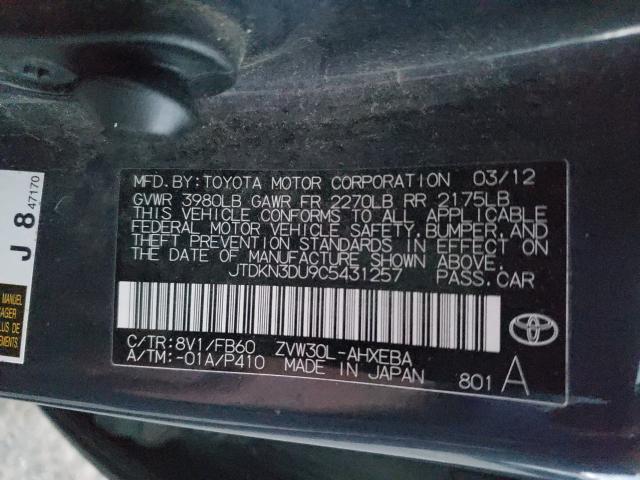 MFD.BY:TOYOTA MOTOR CORPORATION 03/12
GVWR 3980LB GAWR FR 2270LB RR 2175LB
THIS VEHICLE CONFORMS TO ALL APPLICABLE
FEDERAL MOTOR VEHICLE SAFETY,BUMPER,AND
THEFT PREVENTION STANDARDS IN EFFECT ON
THE DATE OF MANUFACTURE SHOWN ABOVE.
JTDKN3DU9C5431257 PASS.CAR
C/TR:8V1/FB60 ZVW30L-AHXEBA
A/TM:-01A/P410 MADE IN JAPAN 801 A
J 8 47170
MANUEL